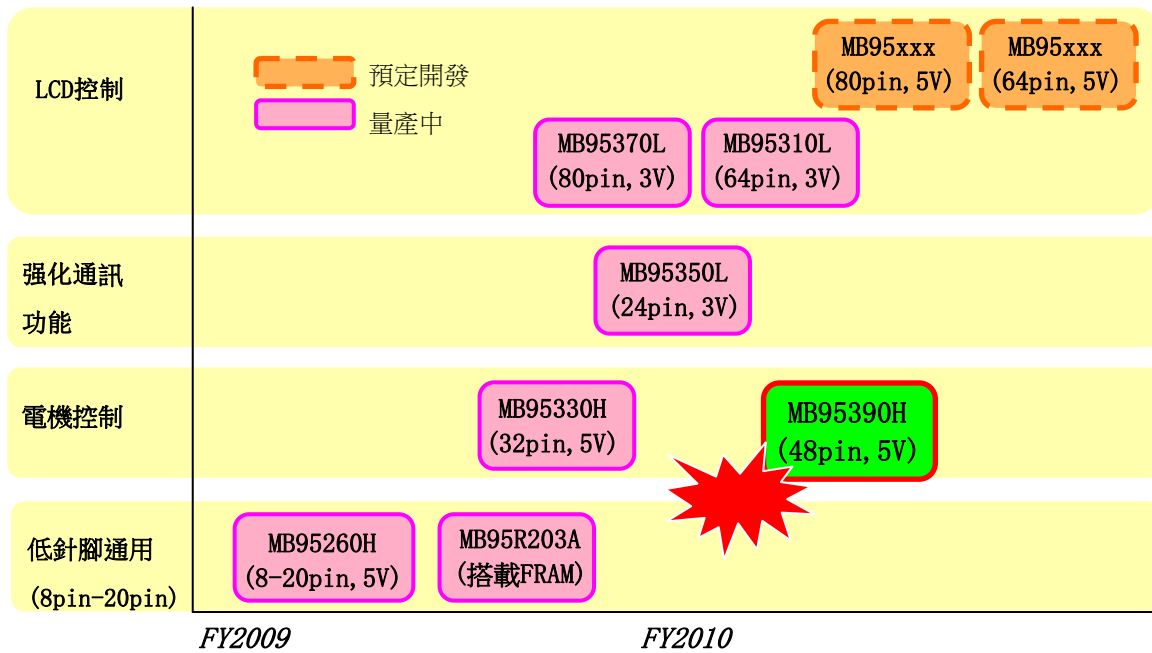 LCD控制
預定開發
量產中
MB95xxx
(80pin, 5V)
MB95xxx
(64pin, 5V)
MB95370L
(80pin, 3V)
MB95310L
(64pin, 3V)
强化通訊
功能
MB95350L
(24pin, 3V)
電機控制
MB95330H
(32pin, 5V)
MB95390H
(48pin, 5V)
低針腳通用
(8pin-20pin)
MB95260H
(8-20pin, 5V)
MB95R203A
(搭載FRAM)
FY2009
FY2010